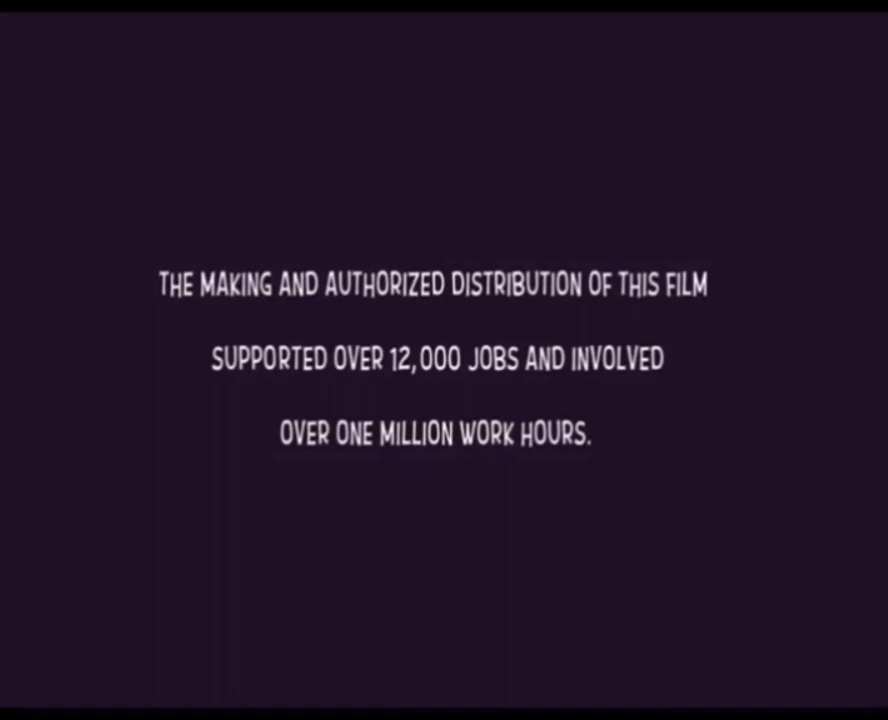 THE MAKING AND AUTHORIZED DISTRIBUTION OF THIS FILM
SUPPORTED OVER 12,000 JOBS AND INVOLVED
OVER ONE MILLION WORK HOURS.